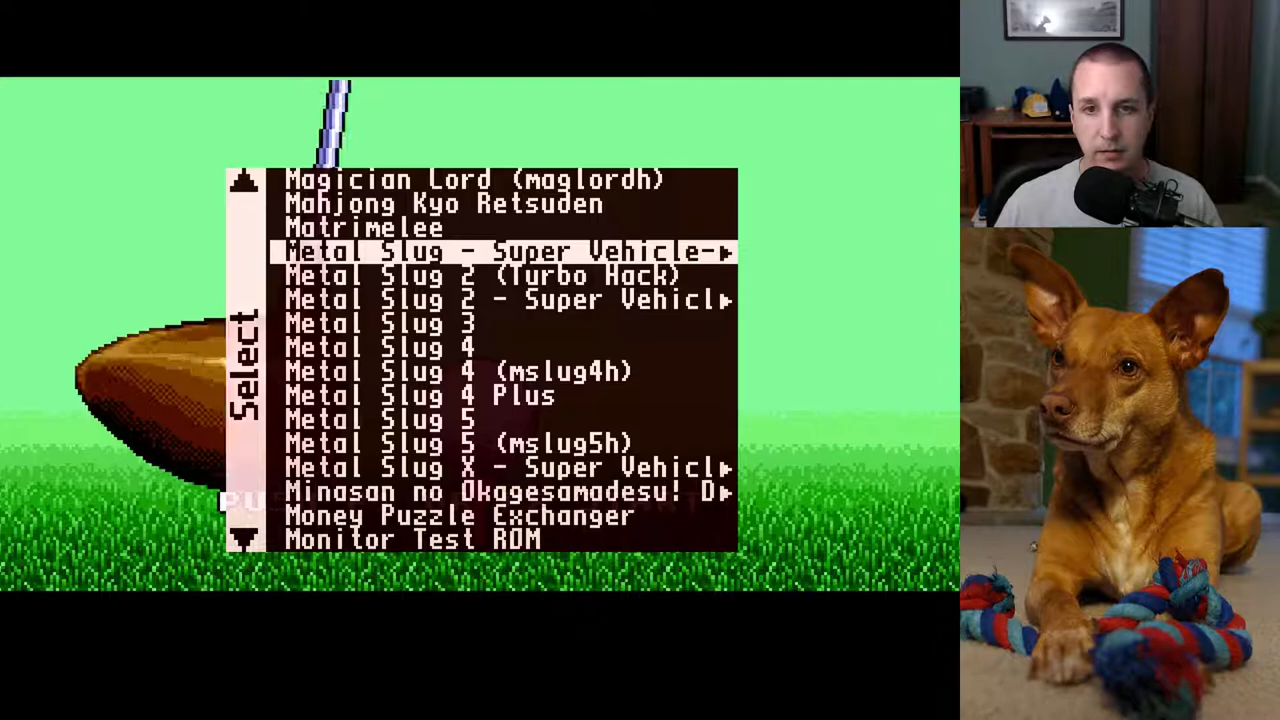 Magician Lord (maglordh)
Mahjong Kyo Retsuden
Matrimelee
Metal Slug - Super Vehicle-
Metal Slug 2 (Turbo Hack)
Metal Slug 2 - Super Vehicl
Metal Slug 3
Metal Slug 4
Metal Slug 4 (mslug4h)
Metal Slug 4 Plus
Metal Slug 5
Metal Slug 5 (mslug5h)
Metal Slug X - Super Vehicl
Minasan no Okagesamadesu! D
Money Puzzle Exchanger
Monitor Test ROM
Select